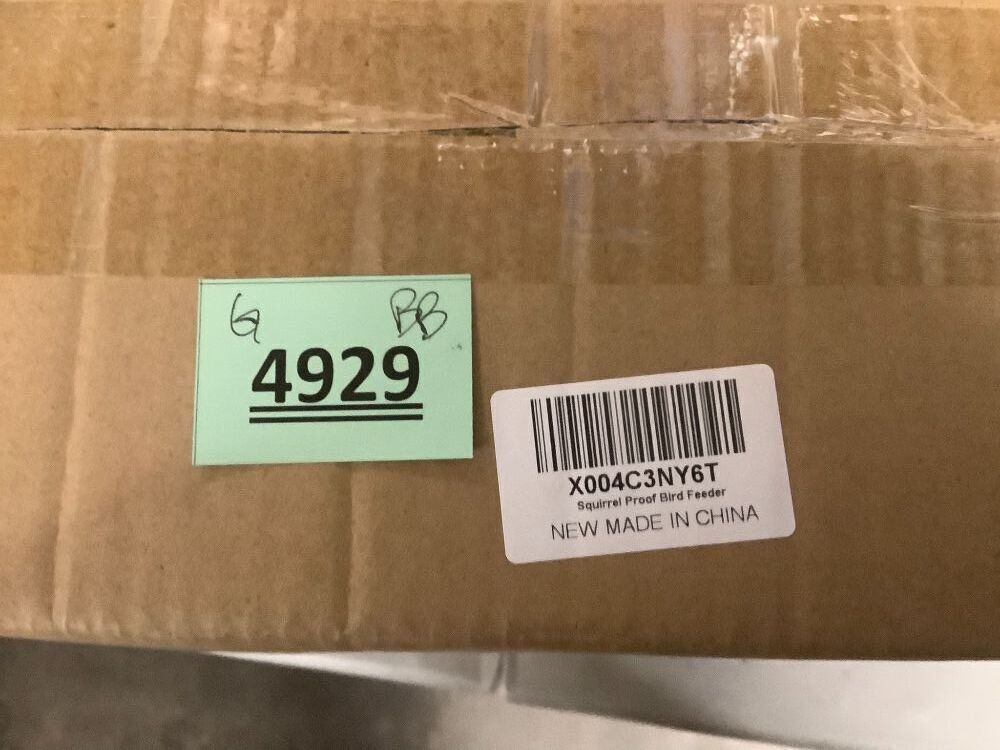 G BB
4929
X004C3NY6T
Squirrel Proof Bird Feeder
NEW MADE IN CHINA